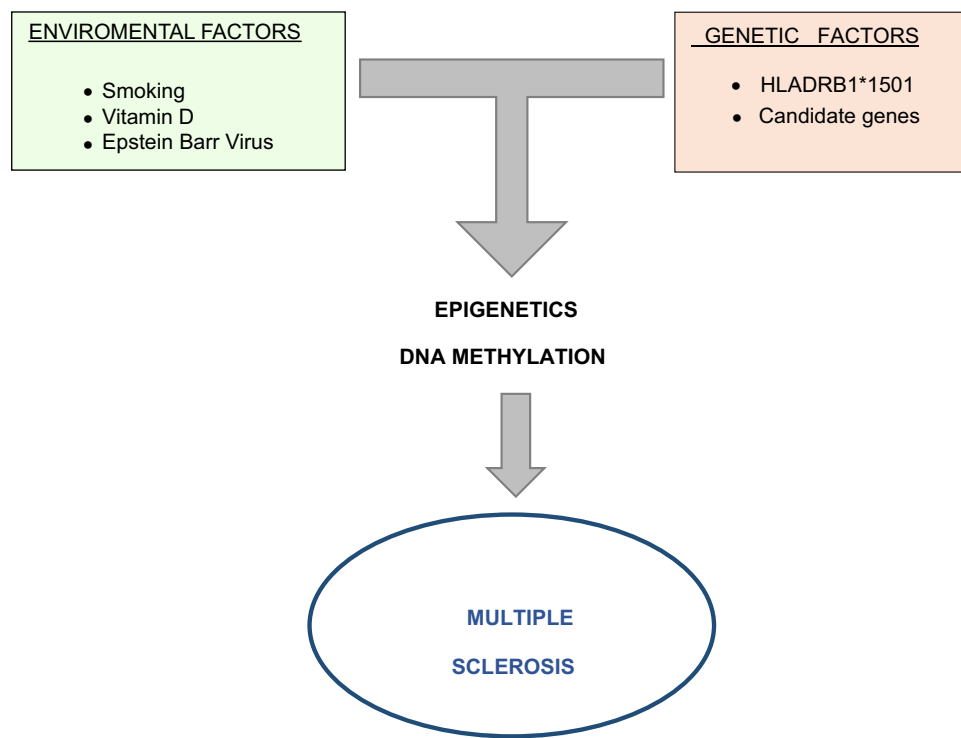 ENVIROMENTAL FACTORS
• Smoking
• Vitamin D
• Epstein Barr Virus
GENETIC FACTORS
• HLADRB1*1501
• Candidate genes
EPIGENETICS
DNA METHYLATION
MULTIPLE
SCLEROSIS